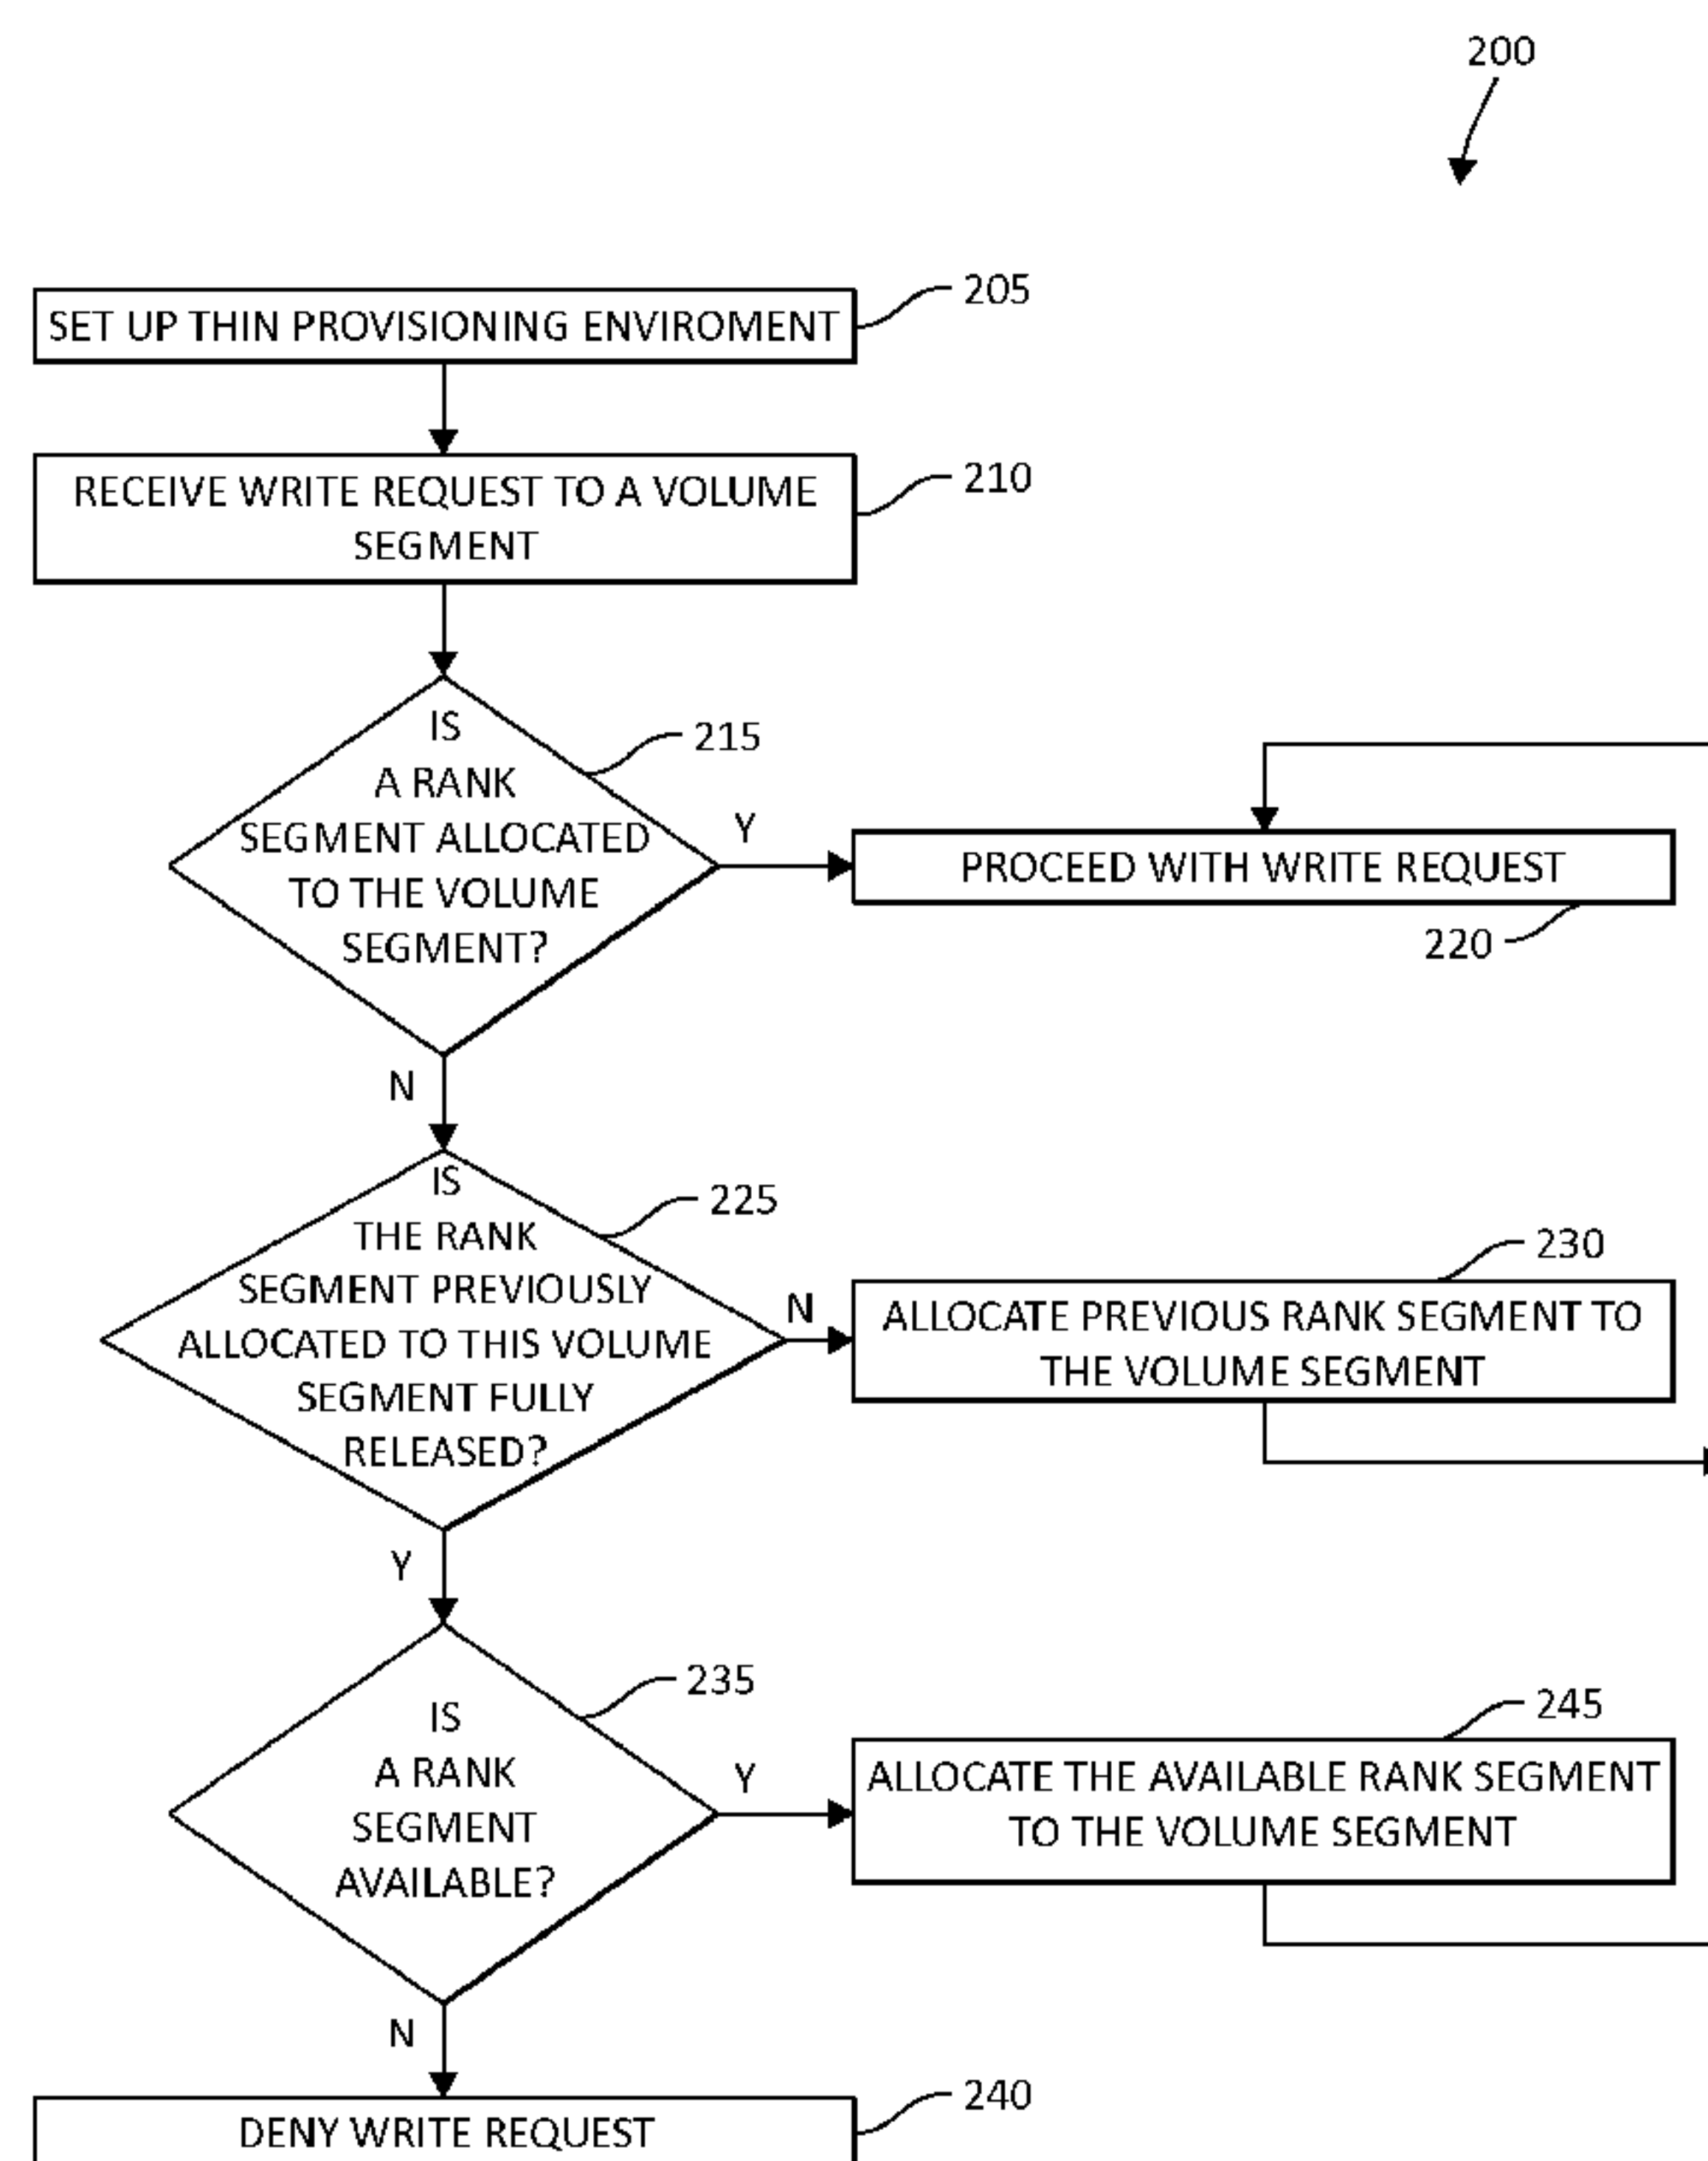 200
SET UP THIN PROVISIONING ENVIROMENT
205
RECEIVE WRITE REQUEST TO A VOLUME
SEGMENT
210
IS
A RANK
SEGMENT ALLOCATED
TO THE VOLUME
SEGMENT?
215
Y
PROCEED WITH WRITE REQUEST
220
N
IS
THE RANK
SEGMENT PREVIOUSLY
ALLOCATED TO THIS VOLUME
SEGMENT FULLY
RELEASED?
225
N
ALLOCATE PREVIOUS RANK SEGMENT TO
THE VOLUME SEGMENT
230
Y
IS
A RANK
SEGMENT
AVAILABLE?
235
Y
ALLOCATE THE AVAILABLE RANK SEGMENT
TO THE VOLUME SEGMENT
245
N
DENY WRITE REQUEST
240